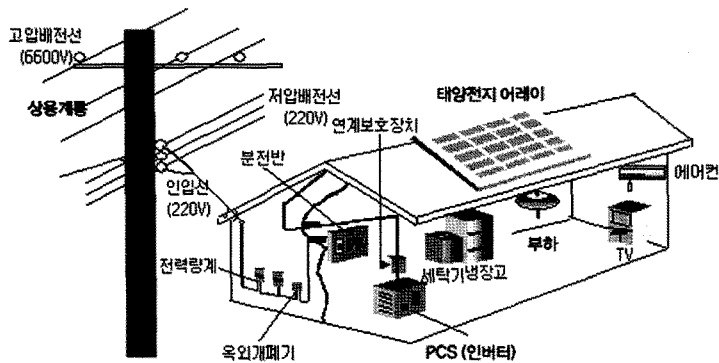 고압배전선
(6600V)
상용계통
저압배전선
(220V)
인입선
(220V)
전력량계
옥외개폐기
분전반
연계보호장치
태양전지 어레이
에어컨
부하
TV
세탁기
냉장고
PCS (인버터)